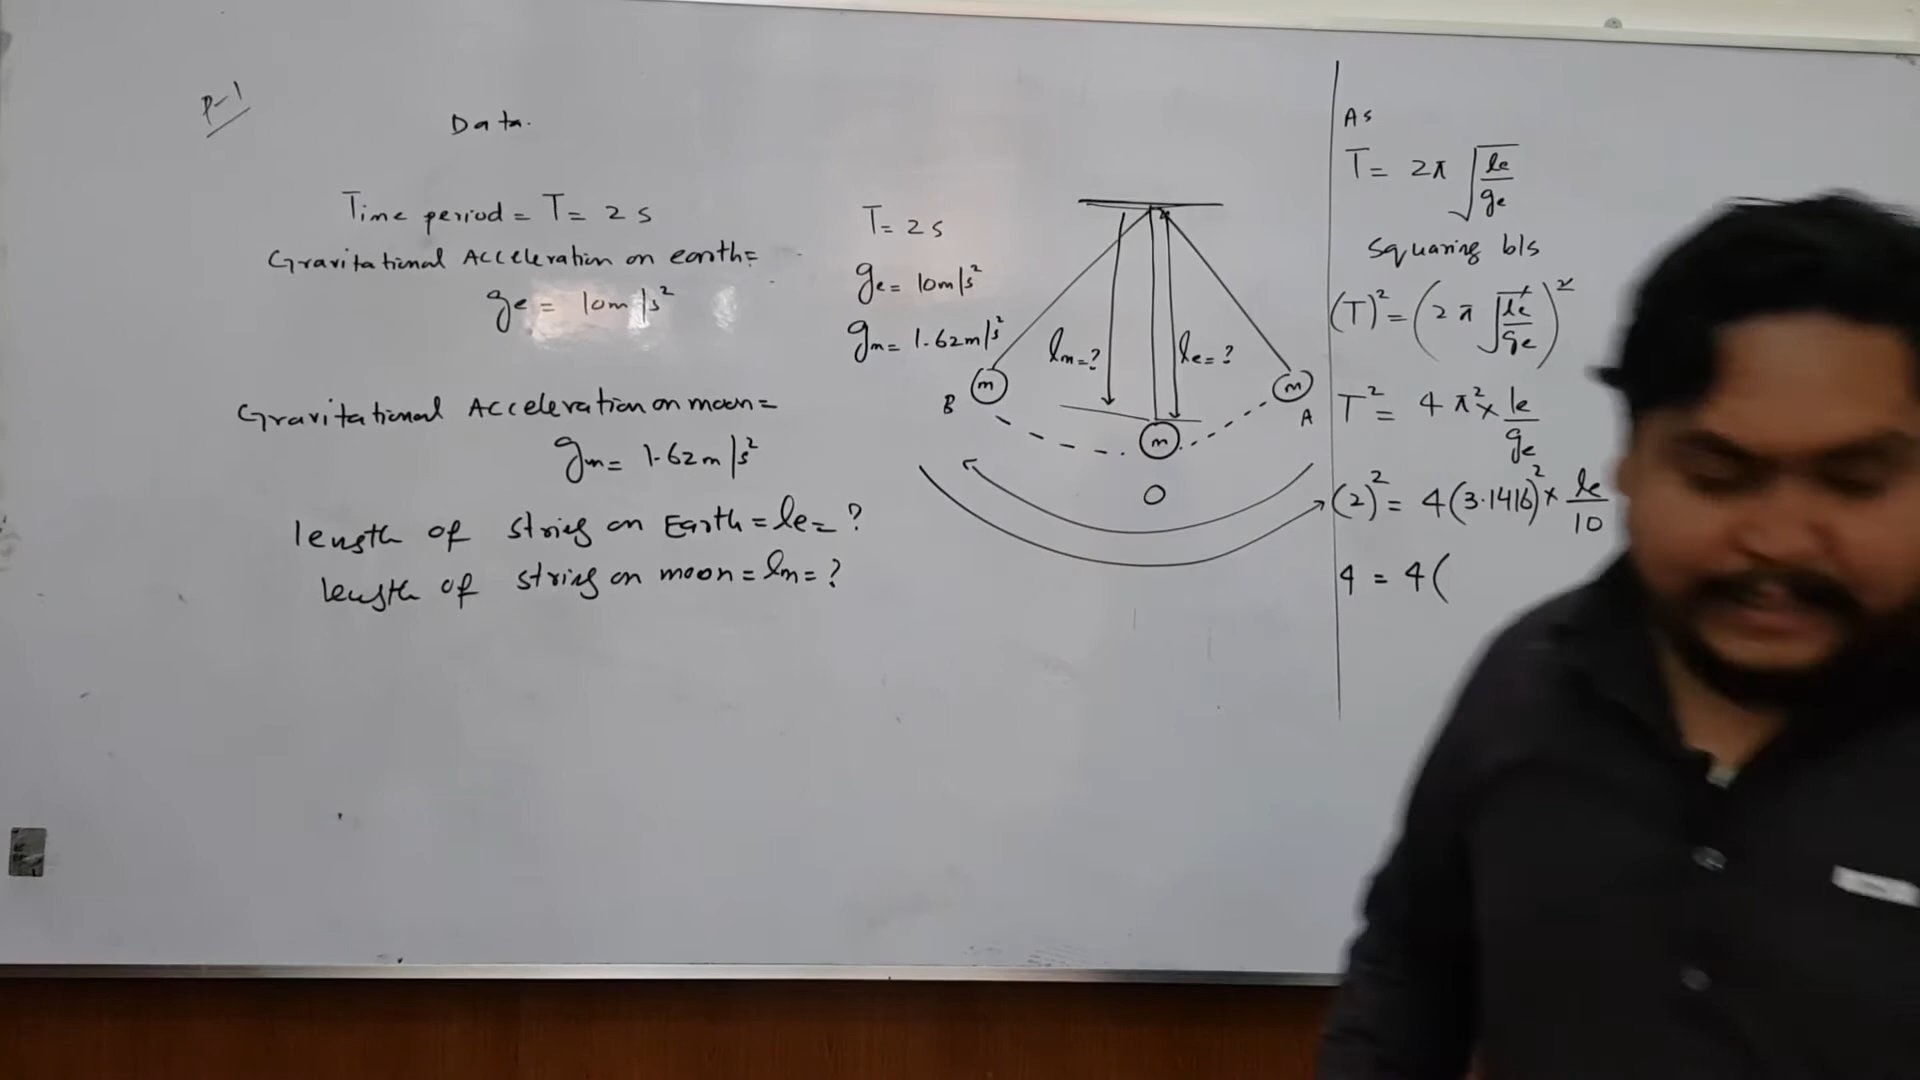 P-1
Data.
Time period = T = 2 s
Gravitational Acceleration on earth =
ge = 10 m/s²
Gravitational Acceleration on moon =
gm = 1.62 m/s²
length of string on Earth = le = ?
length of string on moon = lm = ?
T = 2 s
ge = 10 m/s²
gm = 1.62 m/s²
lm = ?
le = ?
m
m
m
B
A
O
As
T = 2π √(le/ge)
Squaring b/s
(T)² = (2π √(le/ge))²
T² = 4π² × le/ge
(2)² = 4(3.1416)² × le/10
4 = 4(